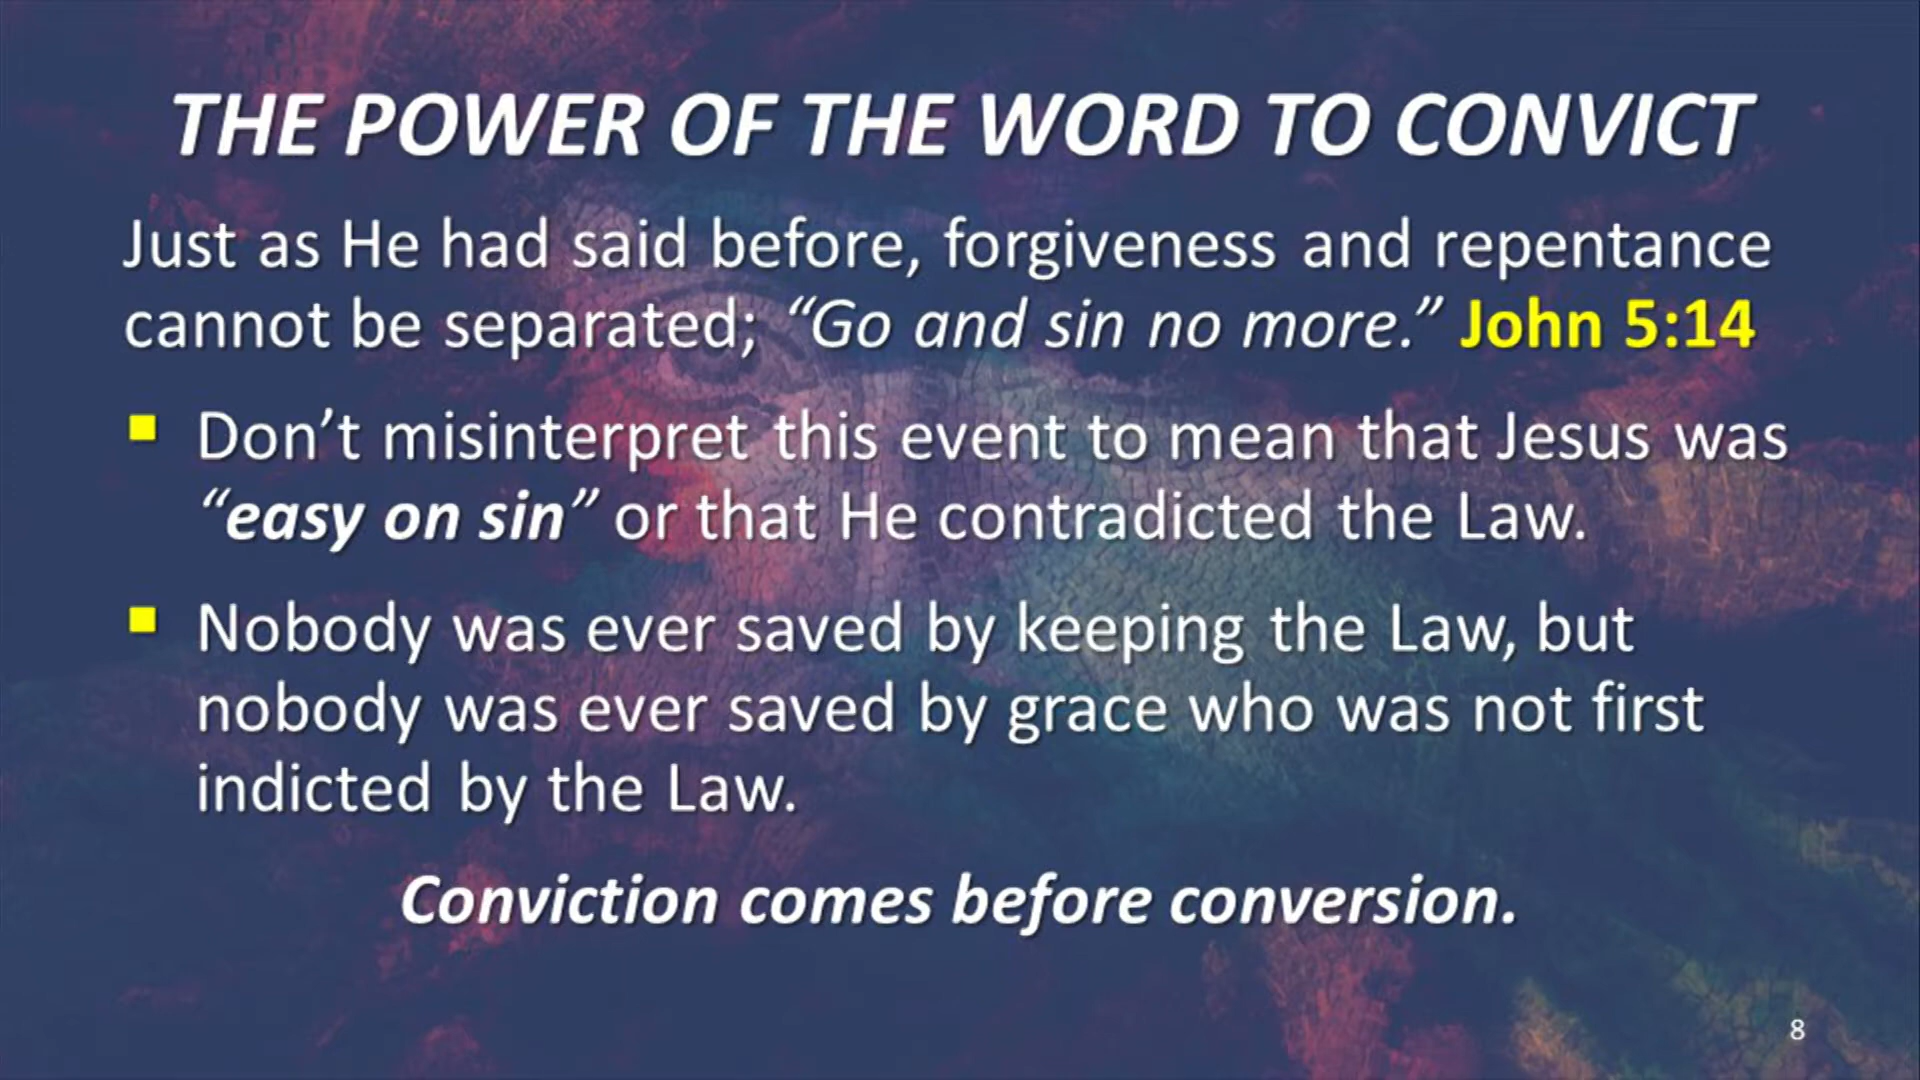 THE POWER OF THE WORD TO CONVICT
Just as He had said before, forgiveness and repentance
cannot be separated; “Go and sin no more.” John 5:14
▪ Don’t misinterpret this event to mean that Jesus was
“easy on sin” or that He contradicted the Law.
▪ Nobody was ever saved by keeping the Law, but
nobody was ever saved by grace who was not first
indicted by the Law.
Conviction comes before conversion.
8